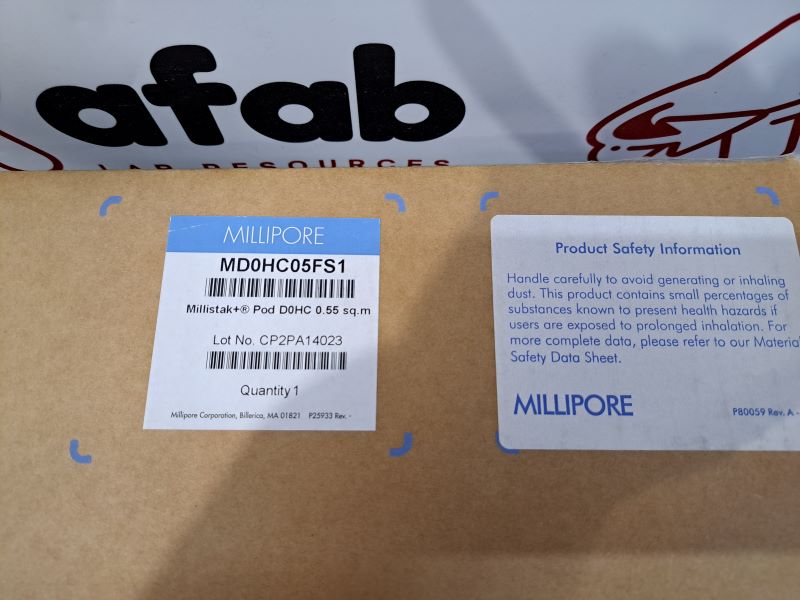 afab
LAB RESOURCES
MILLIPORE
MD0HC05FS1
Millistak+® Pod D0HC 0.55 sq.m
Lot No. CP2PA14023
Quantity 1
Millipore Corporation, Billerica, MA 01821 P25933 Rev. -
Product Safety Information
Handle carefully to avoid generating or inhaling
dust. This product contains small percentages of
substances known to present health hazards if
users are exposed to prolonged inhalation. For
more complete data, please refer to our Material
Safety Data Sheet.
MILLIPORE
P80059 Rev. A -